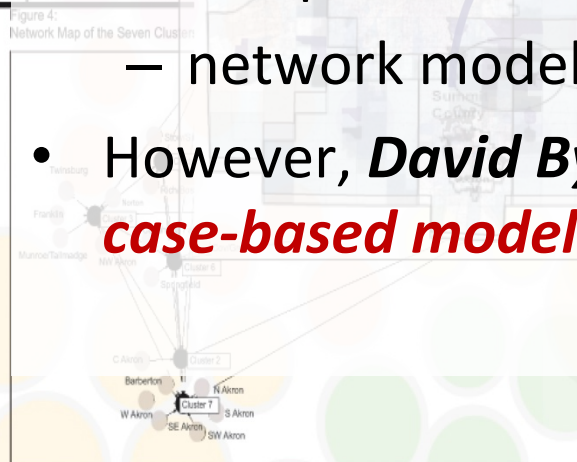 Figure 4:
Network Map of the Seven Clus
– network model
Summit
County
• However, David By
Twinsburg
Norton
Franklin
case-based model
Munroe/Tallmadge
NW Akron
Cluster 6
Springfield
C Akron
Cluster 2
Barberton
N Akron
Cluster 7
W Akron
S Akron
SE Akron
SW Akron